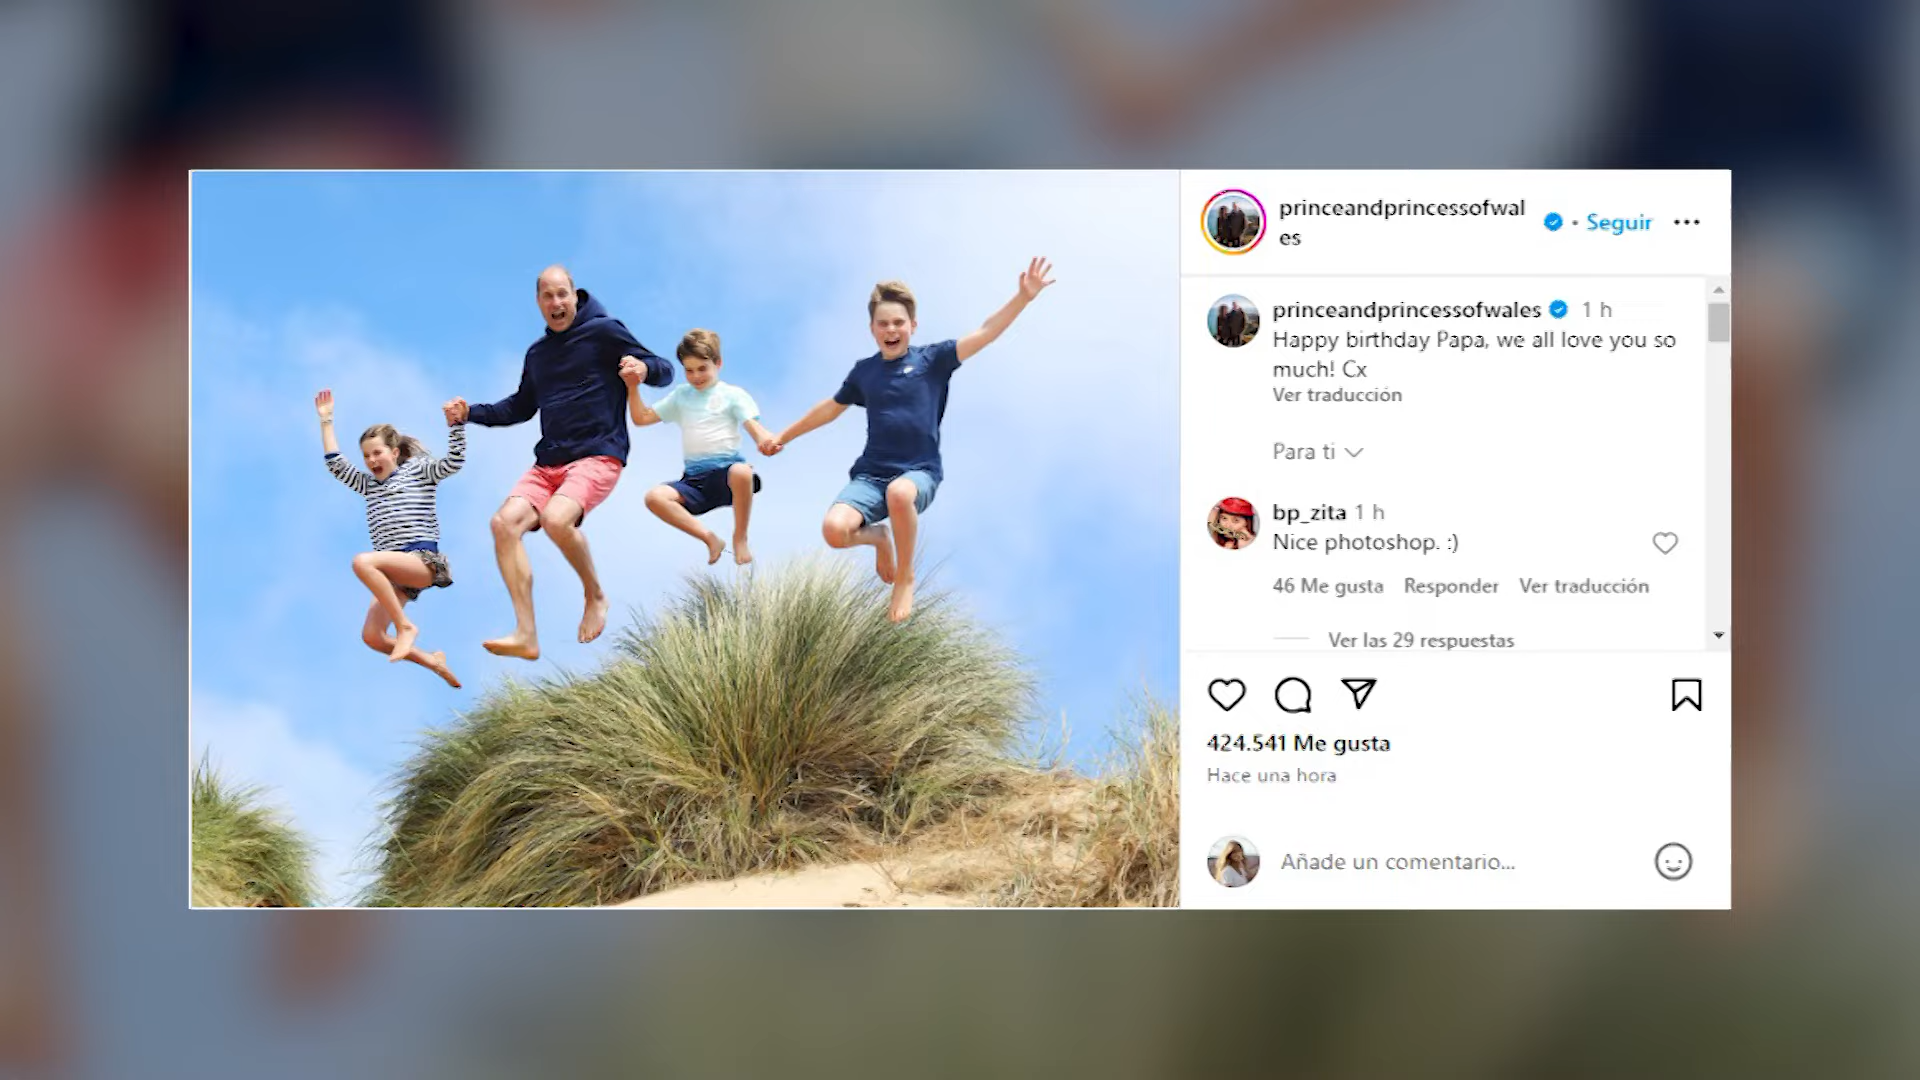 princeandprincessofwal
es
• Seguir •••
princeandprincessofwales 1 h
Happy birthday Papa, we all love you so
much! Cx
Ver traducción
Para ti
bp_zita 1 h
Nice photoshop. :)
46 Me gusta Responder Ver traducción
Ver las 29 respuestas
424.541 Me gusta
Hace una hora
Añade un comentario...